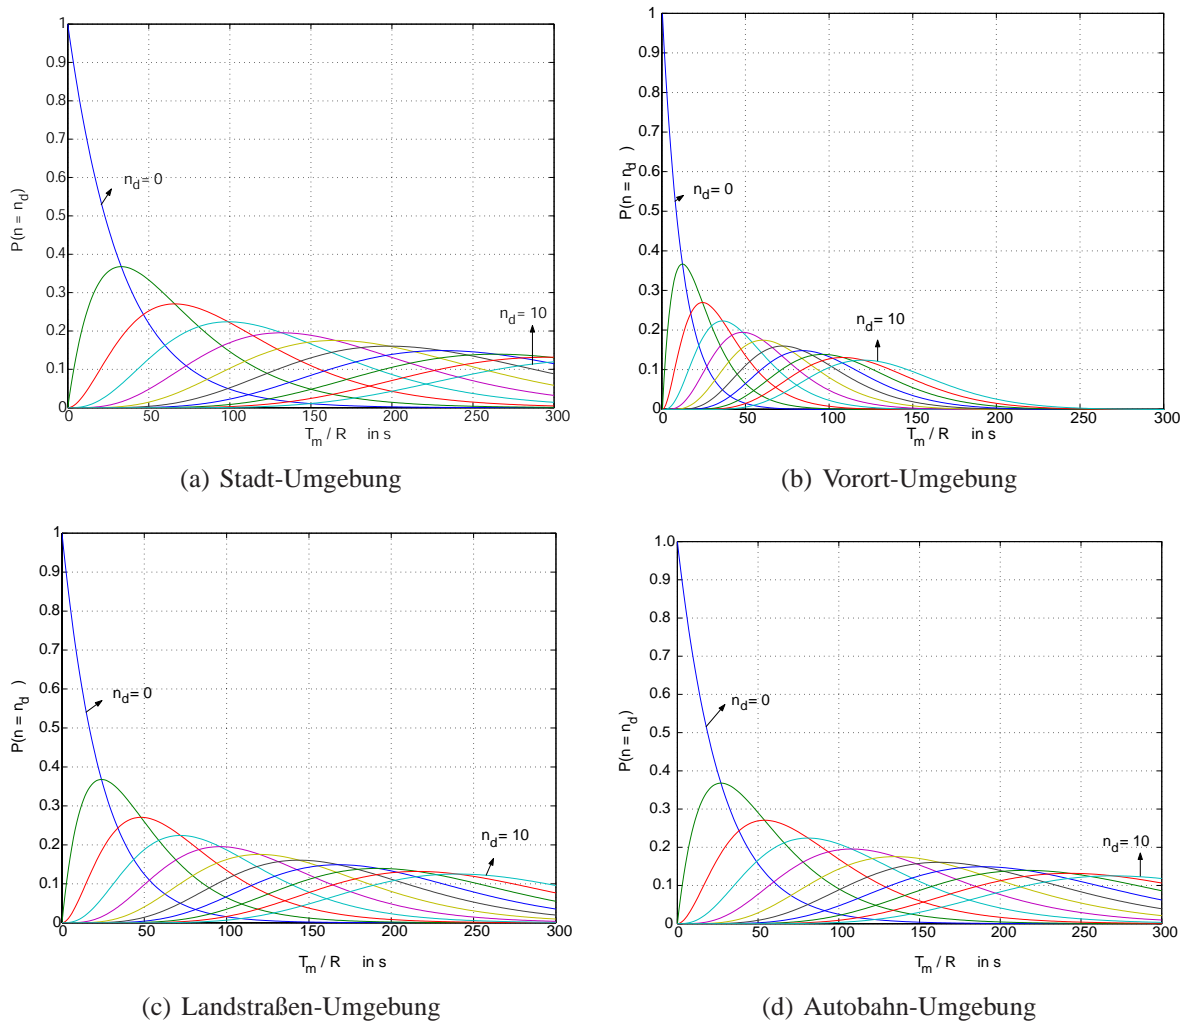 1
0.9
0.8
0.7
0.6
0.5
0.4
0.3
0.2
0.1
0
P(n = n_d)
n_d = 0
n_d = 10
0 50 100 150 200 250 300
T_m / R in s
(a) Stadt-Umgebung
1
0.9
0.8
0.7
0.6
0.5
0.4
0.3
0.2
0.1
0
P(n = n_d )
n_d = 0
n_d = 10
0 50 100 150 200 250 300
T_m / R in s
(b) Vorort-Umgebung
1
0.9
0.8
0.7
0.6
0.5
0.4
0.3
0.2
0.1
0
P(n = n_d )
n_d = 0
n_d = 10
0 50 100 150 200 250 300
T_m / R in s
(c) Landstraßen-Umgebung
1.0
0.9
0.8
0.7
0.6
0.5
0.4
0.3
0.2
0.1
0
P(n = n_d)
n_d = 0
n_d = 10
0 50 100 150 200 250 300
T_m / R in s
(d) Autobahn-Umgebung